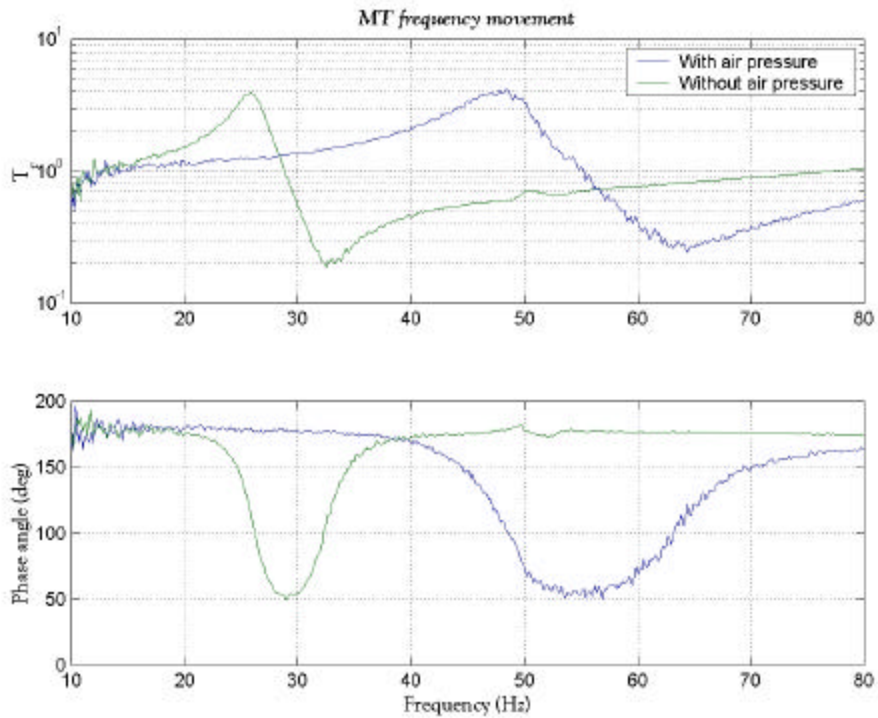 MT frequency movement
With air pressure
Without air pressure
T_ε
10^1
10^0
10^-1
10 20 30 40 50 60 70 80
Phase angle (deg)
200
150
100
50
0
10 20 30 40 50 60 70 80
Frequency (Hz)